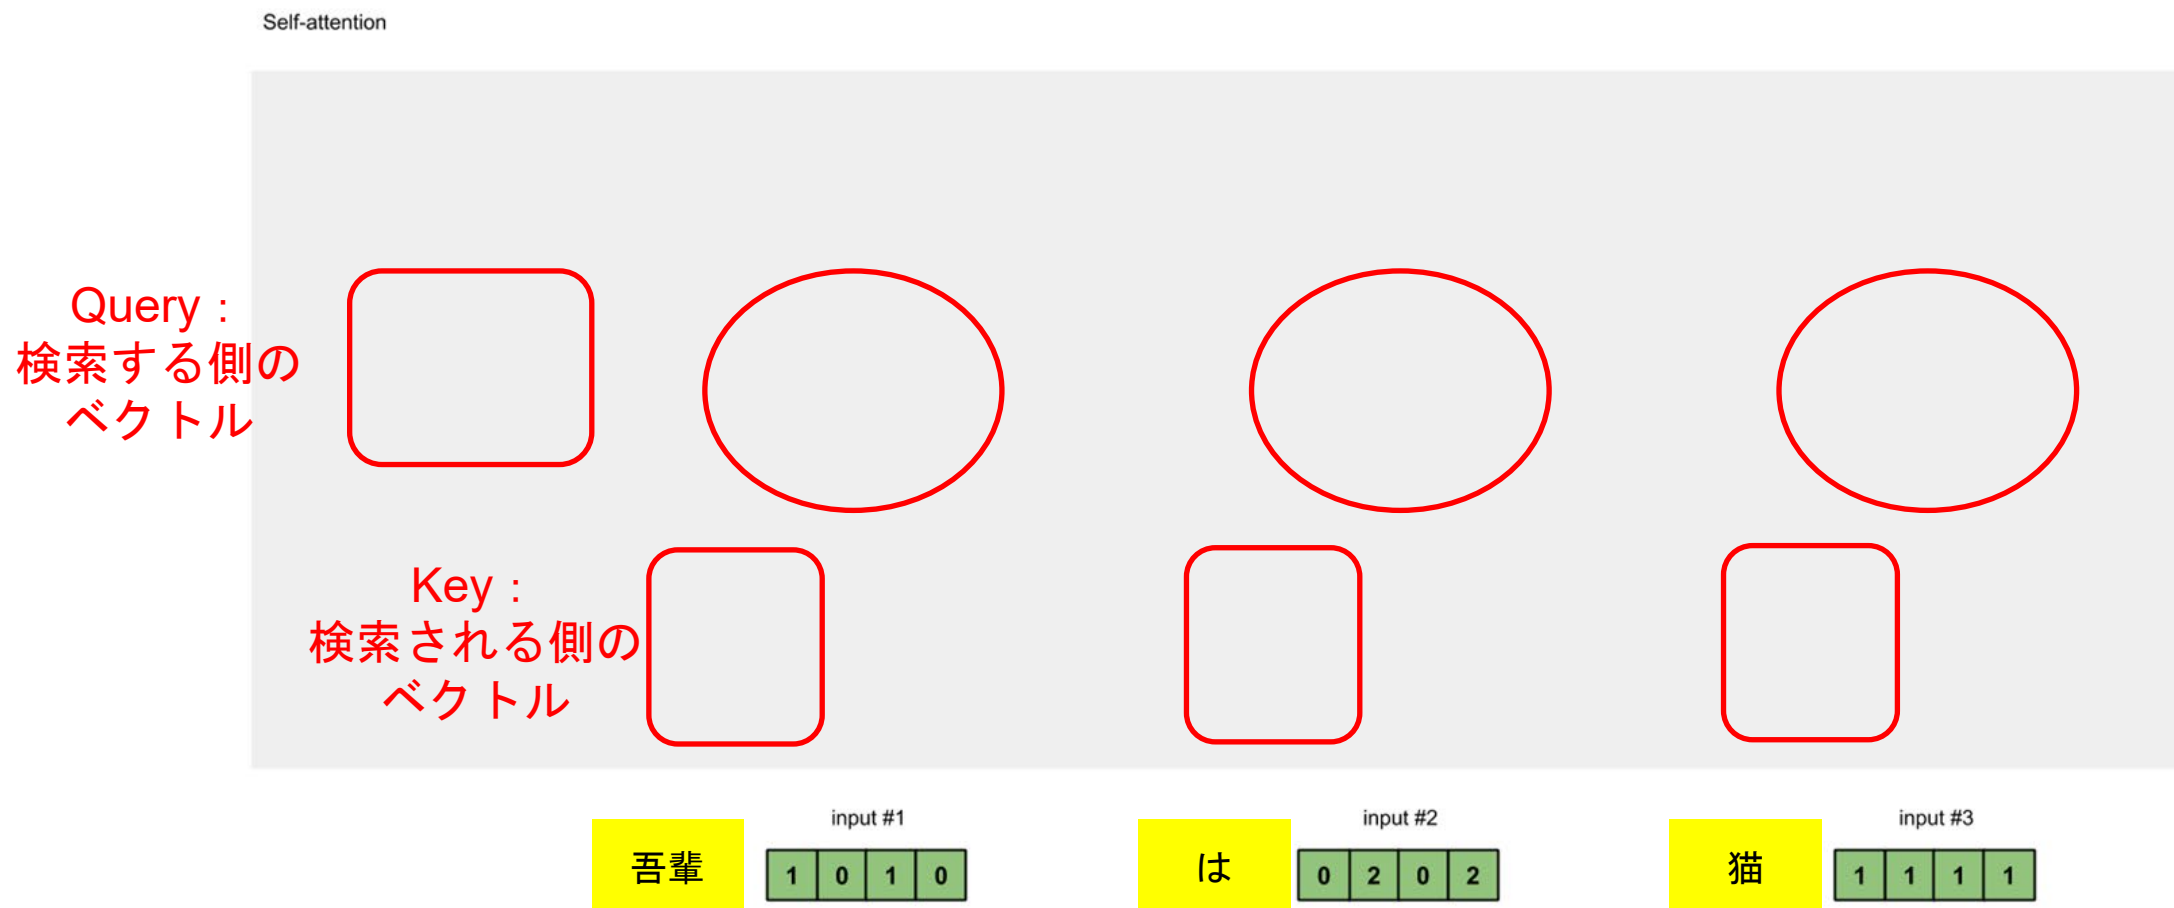 Self-attention
Query：
検索する側の
ベクトル
Key：
検索される側の
ベクトル
input #1
吾輩
1 0 1 0
input #2
は
0 2 0 2
input #3
猫
1 1 1 1